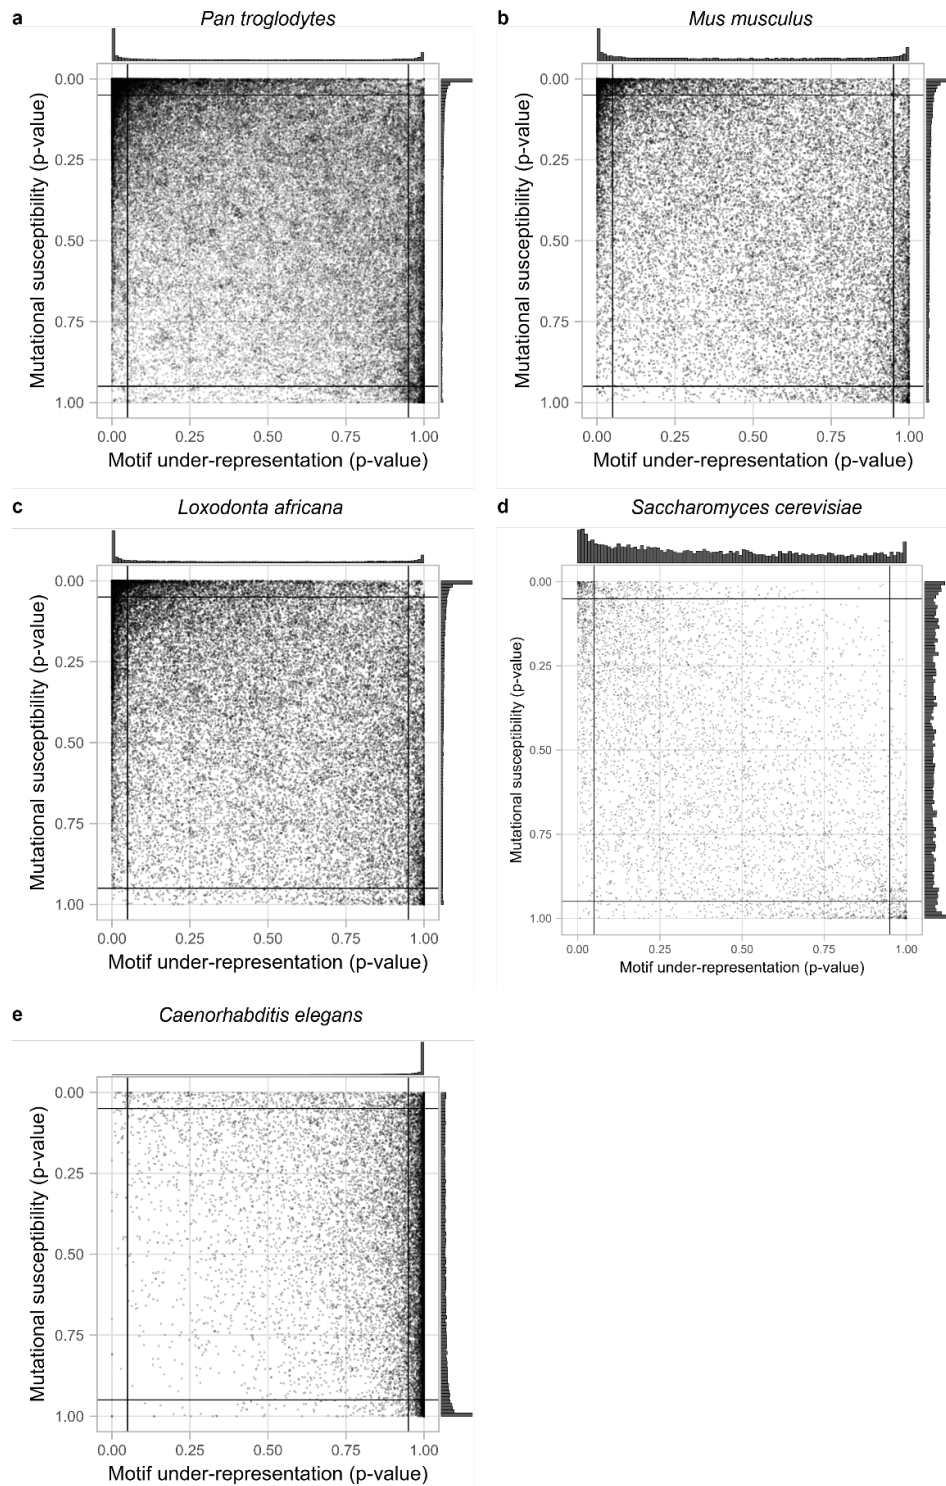 a
Pan troglodytes
0.00
0.25
0.50
0.75
1.00
Mutational susceptibility (p-value)
0.00 0.25 0.50 0.75 1.00
Motif under-representation (p-value)
b
Mus musculus
0.00
0.25
0.50
0.75
1.00
Mutational susceptibility (p-value)
0.00 0.25 0.50 0.75 1.00
Motif under-representation (p-value)
c
Loxodonta africana
0.00
0.25
0.50
0.75
1.00
Mutational susceptibility (p-value)
0.00 0.25 0.50 0.75 1.00
Motif under-representation (p-value)
d
Saccharomyces cerevisiae
0.00
0.25
0.50
0.75
1.00
Mutational susceptibility (p-value)
0.00 0.25 0.50 0.75 1.00
Motif under-representation (p-value)
e
Caenorhabditis elegans
0.00
0.25
0.50
0.75
1.00
Mutational susceptibility (p-value)
0.00 0.25 0.50 0.75 1.00
Motif under-representation (p-value)